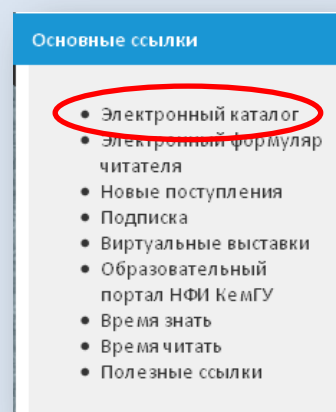 Основные ссылки
Электронный каталог
Электронный формуляр
читателя
Новые поступления
Подписка
Виртуальные выставки
Образовательный
портал НФИ КемГУ
Время знать
Время читать
Полезные ссылки